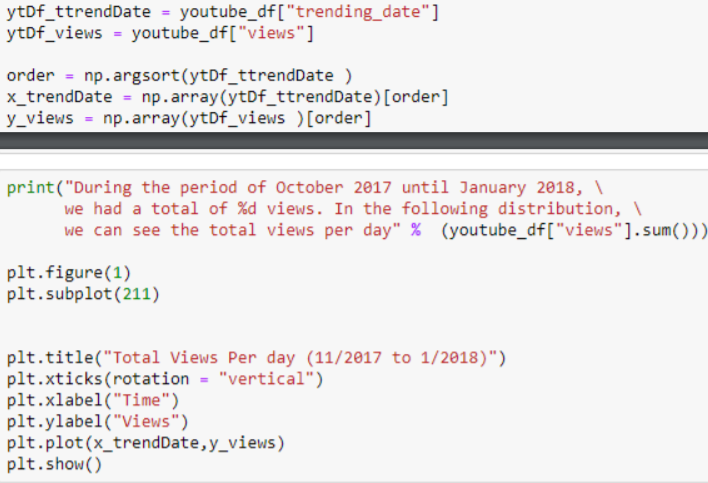 ytDf_ttrendDate = youtube_df["trending_date"]
ytDf_views = youtube_df["views"]
order = np.argsort(ytDf_ttrendDate )
x_trendDate = np.array(ytDf_ttrendDate)[order]
y_views = np.array(ytDf_views )[order]
print("During the period of October 2017 until January 2018, \
we had a total of %d views. In the following distribution, \
we can see the total views per day" % (youtube_df["views"].sum()))
plt.figure(1)
plt.subplot(211)
plt.title("Total Views Per day (11/2017 to 1/2018)")
plt.xticks(rotation = "vertical")
plt.xlabel("Time")
plt.ylabel("Views")
plt.plot(x_trendDate,y_views)
plt.show()